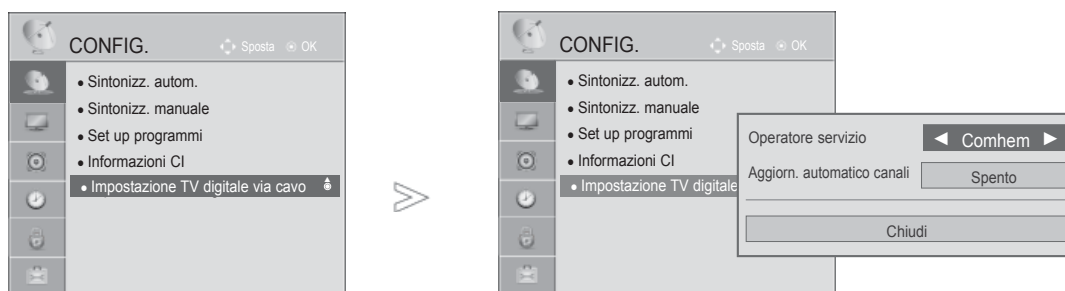 CONFIG.
Sposta OK
• Sintonizz. autom.
• Sintonizz. manuale
• Set up programmi
• Informazioni CI
• Impostazione TV digitale via cavo
CONFIG.
Sposta OK
• Sintonizz. autom.
• Sintonizz. manuale
• Set up programmi
• Informazioni CI
• Impostazione TV digitale
Operatore servizio
◄ Comhem ►
Aggiorn. automatico canali
Spento
Chiudi